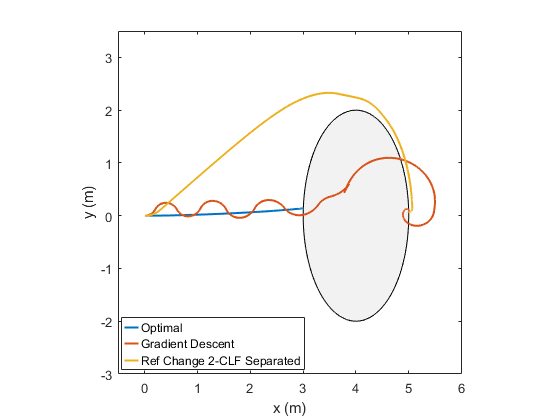 3
2
1
0
-1
-2
-3
y (m)
Optimal
Gradient Descent
Ref Change 2-CLF Separated
0 1 2 3 4 5 6
x (m)